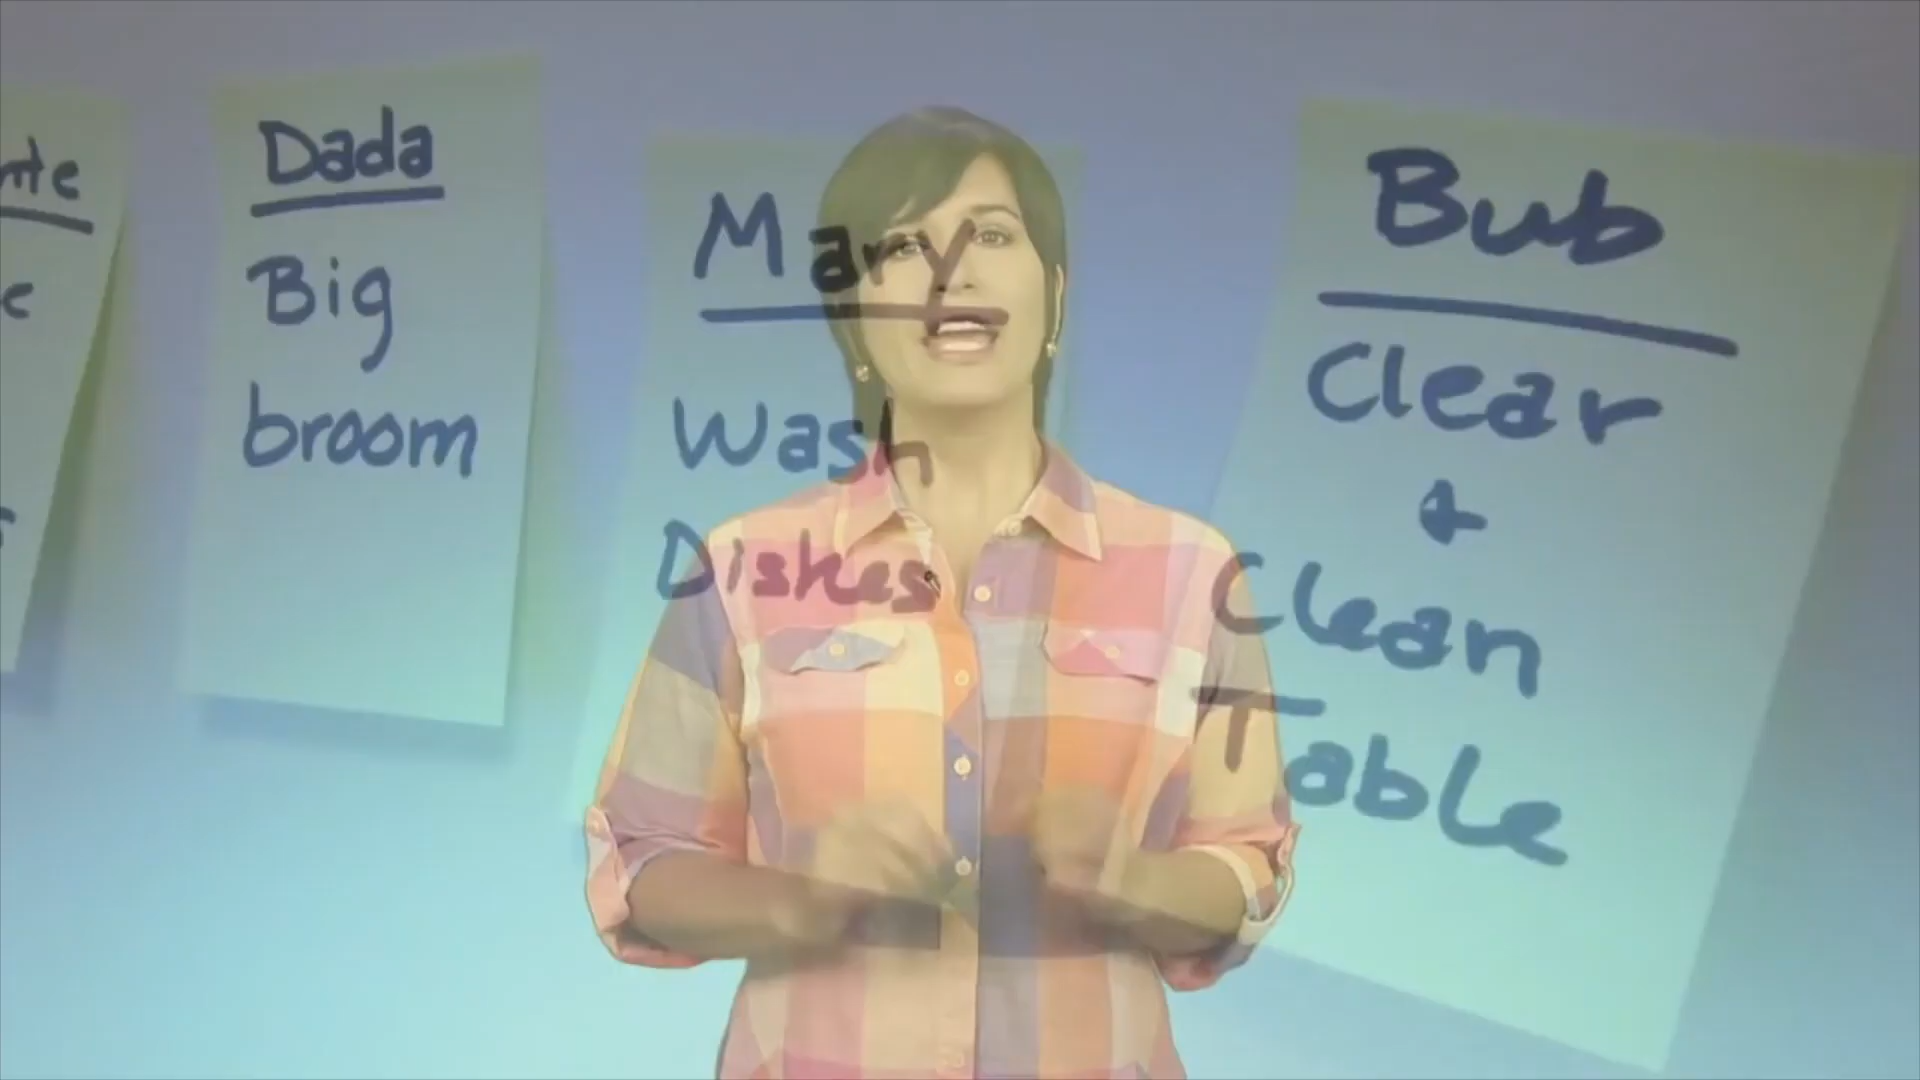 Dada
Big
broom
Mary
Wash
Dishes
Bub
Clear
&
Clean
Table